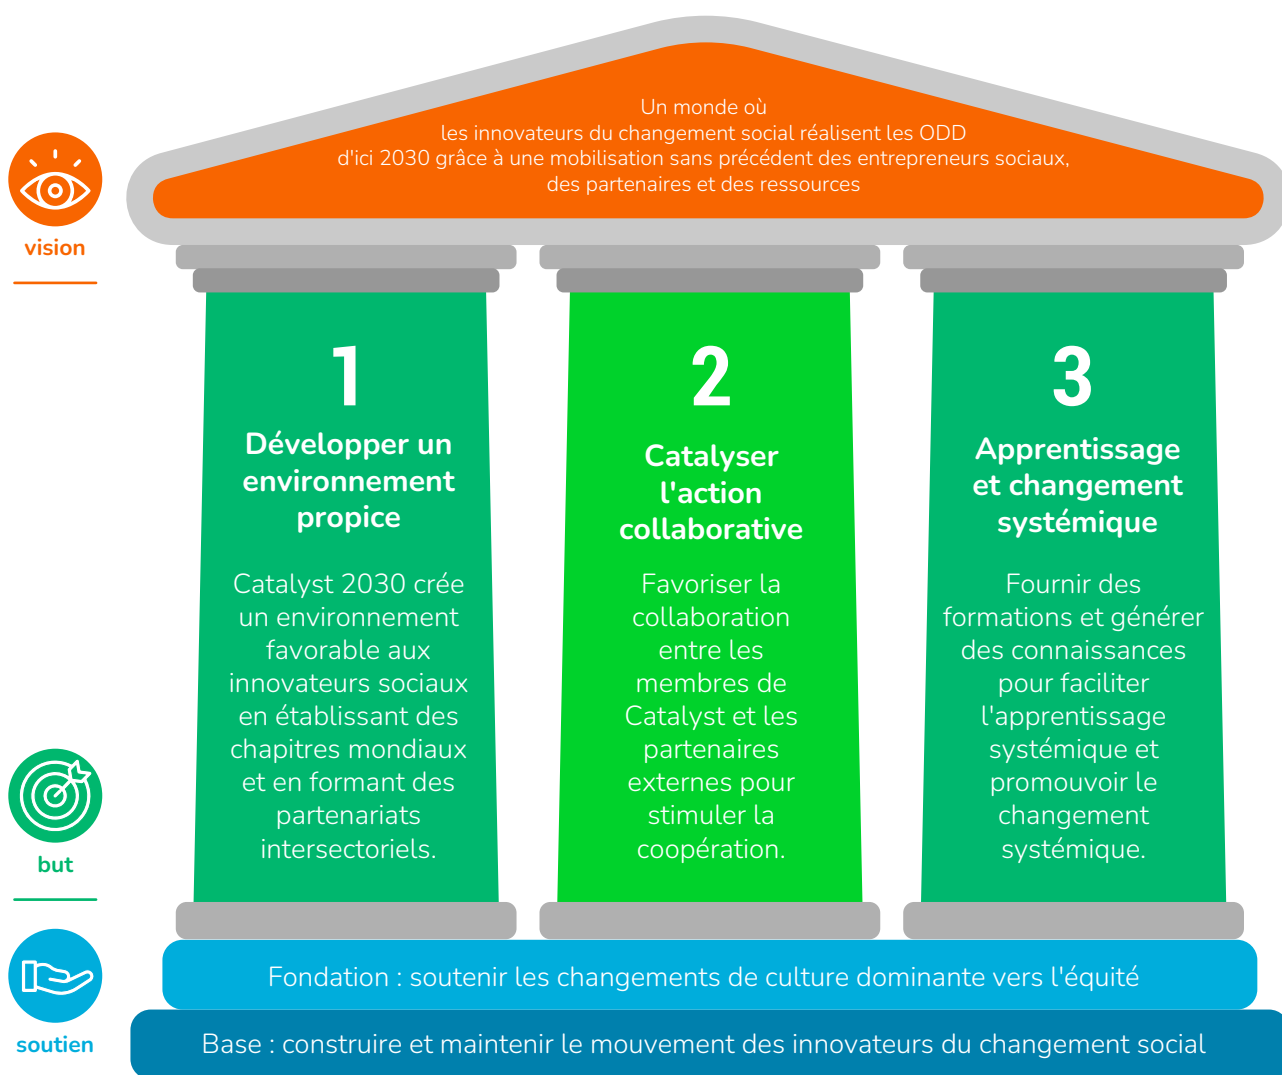 Un monde où
les innovateurs du changement social réalisent les ODD
d'ici 2030 grâce à une mobilisation sans précédent des entrepreneurs sociaux,
des partenaires et des ressources
vision
1
Développer un
environnement
propice
Catalyst 2030 crée
un environnement
favorable aux
innovateurs sociaux
en établissant des
chapitres mondiaux
et en formant des
partenariats
intersectoriels.
2
Catalyser
l'action
collaborative
Favoriser la
collaboration
entre les
membres de
Catalyst et les
partenaires
externes pour
stimuler la
coopération.
3
Apprentissage
et changement
systémique
Fournir des
formations et générer
des connaissances
pour faciliter
l'apprentissage
systémique et
promouvoir le
changement
systémique.
but
Fondation : soutenir les changements de culture dominante vers l'équité
soutien
Base : construire et maintenir le mouvement des innovateurs du changement social